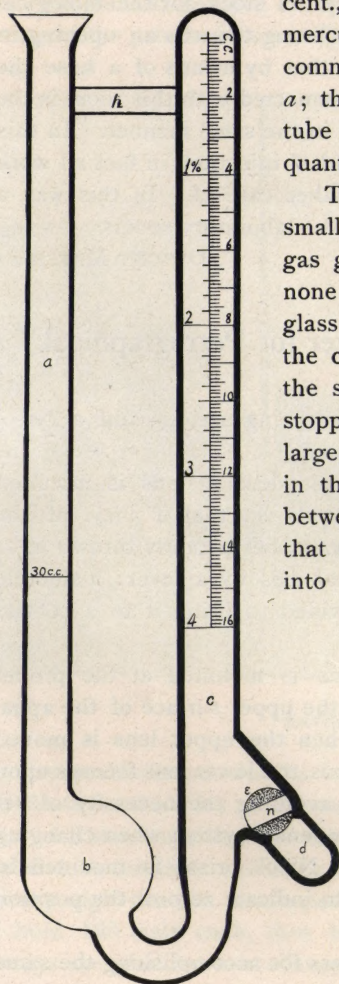 C.C.
h
2
1% 4
6
2 8
a
10
3 12
14
30 c.c.
4 16
c
ε
n
b
d
cent.,
mercu
comm
a; th
tube
quant
T
small
gas g
none
glass
the c
the s
stopp
large
in th
betwe
that
into